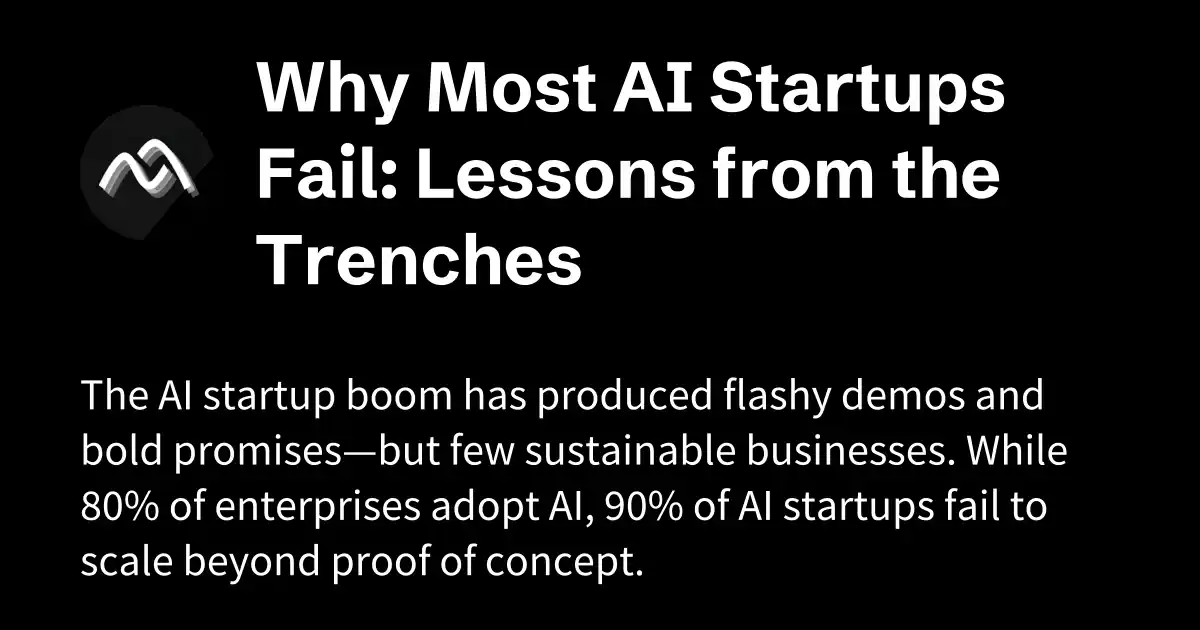 Why Most AI Startups
Fail: Lessons from the
Trenches
The AI startup boom has produced flashy demos and
bold promises—but few sustainable businesses. While
80% of enterprises adopt AI, 90% of AI startups fail to
scale beyond proof of concept.